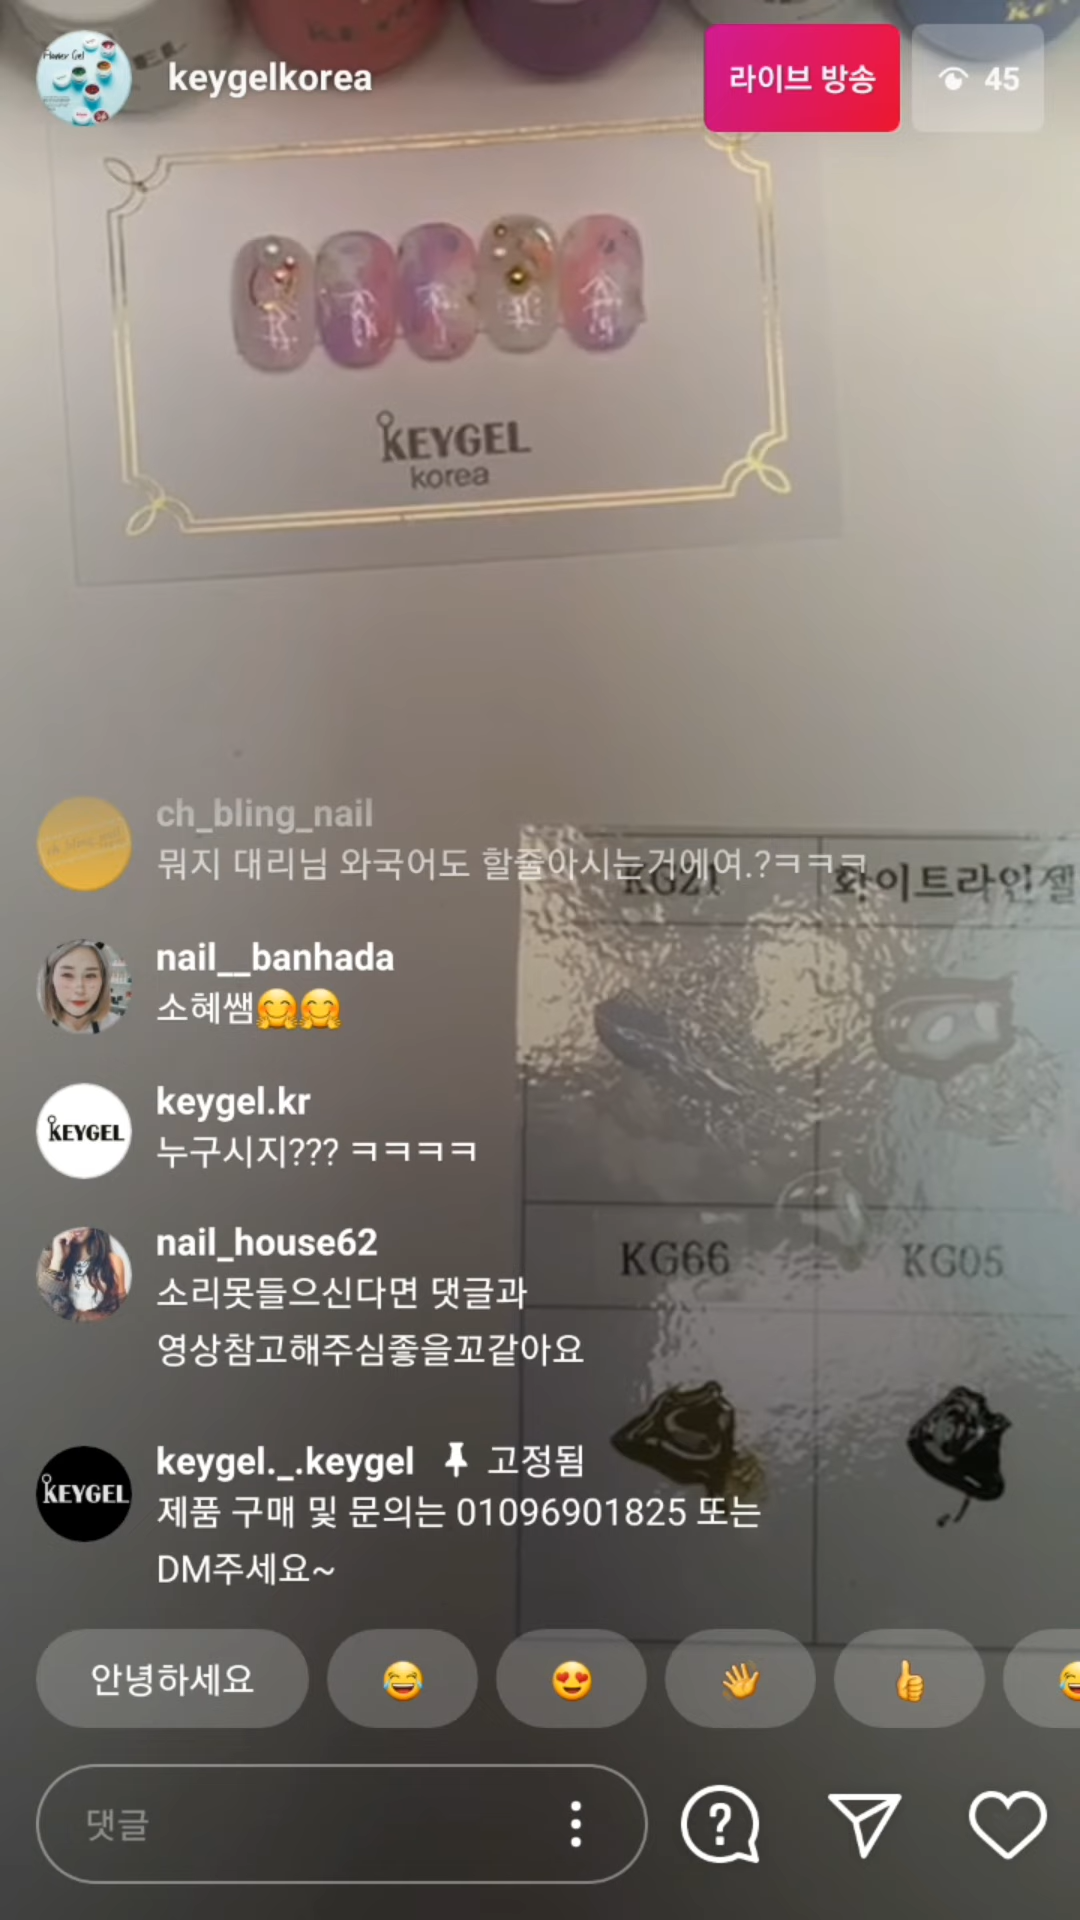 keygelkorea
라이브 방송
45
Flower Gel
KEYGEL
korea
ch_bling_nail
뭐지 대리님 와국어도 할줄아시는거에여.?ㅋㅋㅋ
KG21
화이트라인젤
nail__banhada
소혜쌤🤗🤗
keygel.kr
누구시지??? ㅋㅋㅋㅋ
KEYGEL
nail_house62
소리못들으신다면 댓글과
영상참고해주심좋을꼬같아요
KG66
KG05
keygel._.keygel 고정됨
제품 구매 및 문의는 01096901825 또는
DM주세요~
KEYGEL
안녕하세요 😂 😍 👋 👍
댓글